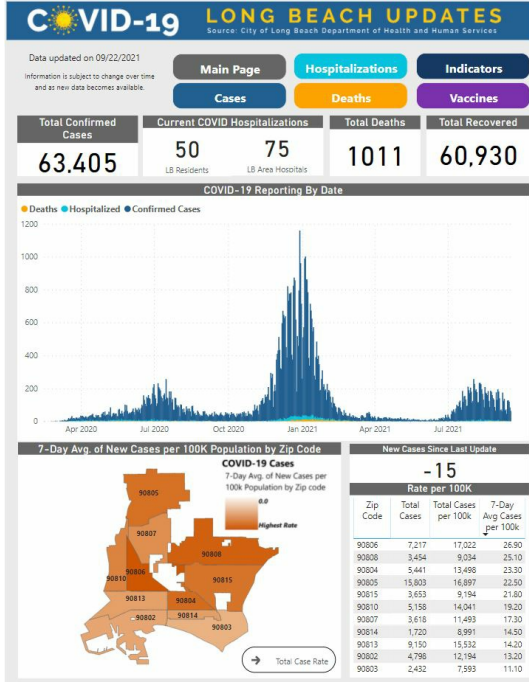 COVID-19
LONG BEACH UPDATES
Source: City of Long Beach Department of Health and Human Services
Data updated on 09/22/2021
Information is subject to change over time
and as new data becomes available.
Main Page
Hospitalizations
Indicators
Cases
Deaths
Vaccines
Total Confirmed
Cases
63,405
Current COVID Hospitalizations
50
LB Residents
75
LB Area Hospitals
Total Deaths
1011
Total Recovered
60,930
COVID-19 Reporting By Date
Deaths Hospitalized Confirmed Cases
1200
1000
800
600
400
200
0
Apr 2020 Jul 2020 Oct 2020 Jan 2021 Apr 2021 Jul 2021
7-Day Avg. of New Cases per 100K Population by Zip Code
COVID-19 Cases
7-Day Avg. of New Cases per
100k Population by Zip code
0.0
Highest Rate
90805
90807
90808
90806
90810
90815
90813
90804
90802
90814
90803
Total Case Rate
New Cases Since Last Update
-15
Rate per 100K
Zip Code Total Cases Total Cases per 100k 7-Day Avg Cases per 100k
90806 7,217 17,022 26.90
90808 3,454 9,034 25.10
90804 5,441 13,498 23.30
90805 15,803 16,897 22.50
90815 3,653 9,194 21.80
90810 5,158 14,041 19.20
90807 3,618 11,493 17.30
90814 1,720 8,991 14.50
90813 9,150 15,532 14.20
90802 4,798 12,194 13.20
90803 2,432 7,593 11.10